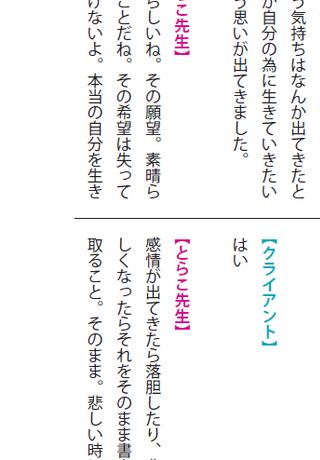 う気持ちはなんか出てきたと
か自分の為に生きていきたい
う思いが出てきました。
こ先生】
らしいね。その願望。素晴ら
ことだね。その希望は失って
けないよ。本当の自分を生き
【クライアント】
はい
【とらこ先生】
感情が出てきたら落胆したり、
しくなったらそれをそのまま書
取ること。そのまま。悲しい時